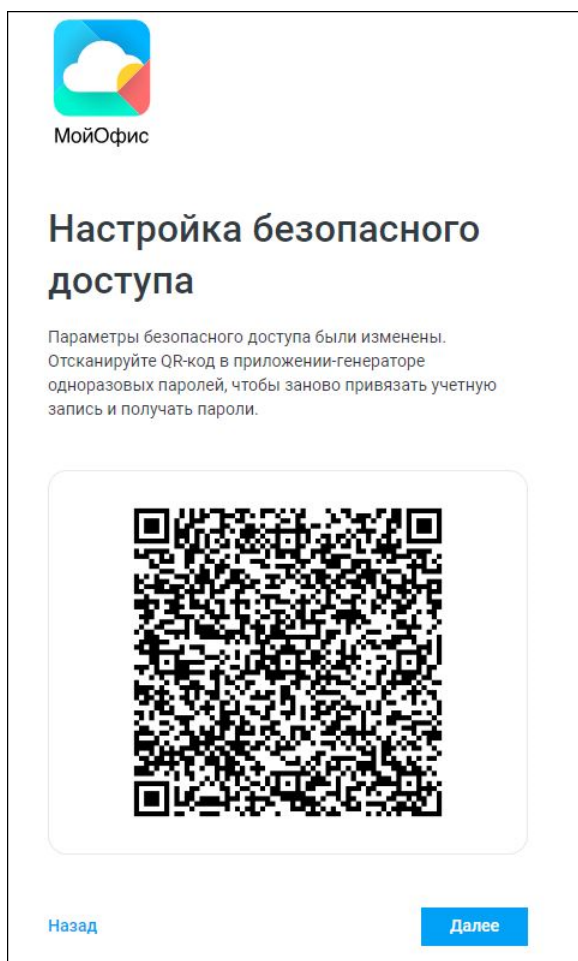 МойОфис
Настройка безопасного
доступа
Параметры безопасного доступа были изменены.
Отсканируйте QR-код в приложении-генераторе
одноразовых паролей, чтобы заново привязать учетную
запись и получать пароли.
Назад
Далее